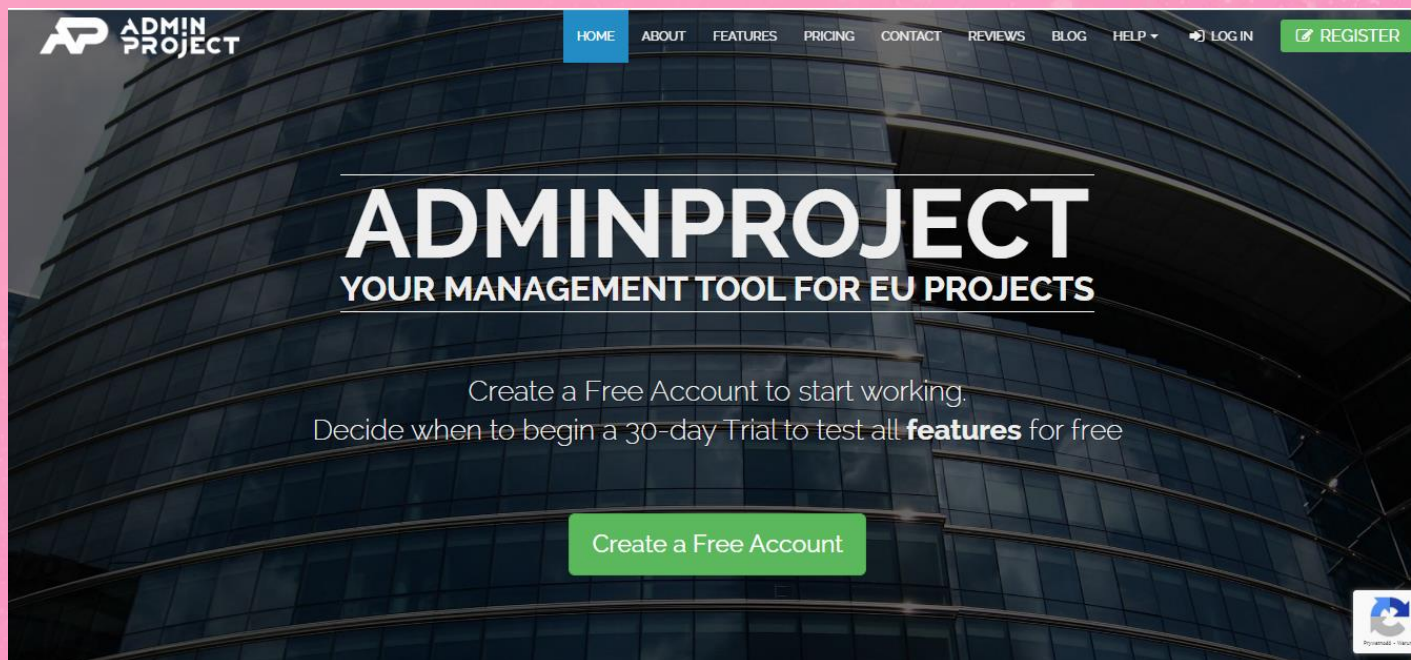 ADMIN
PROJECT
HOME ABOUT FEATURES PRICING CONTACT REVIEWS BLOG HELP LOG IN REGISTER
ADMINPROJECT
YOUR MANAGEMENT TOOL FOR EU PROJECTS
Create a Free Account to start working.
Decide when to begin a 30-day Trial to test all features for free
Create a Free Account